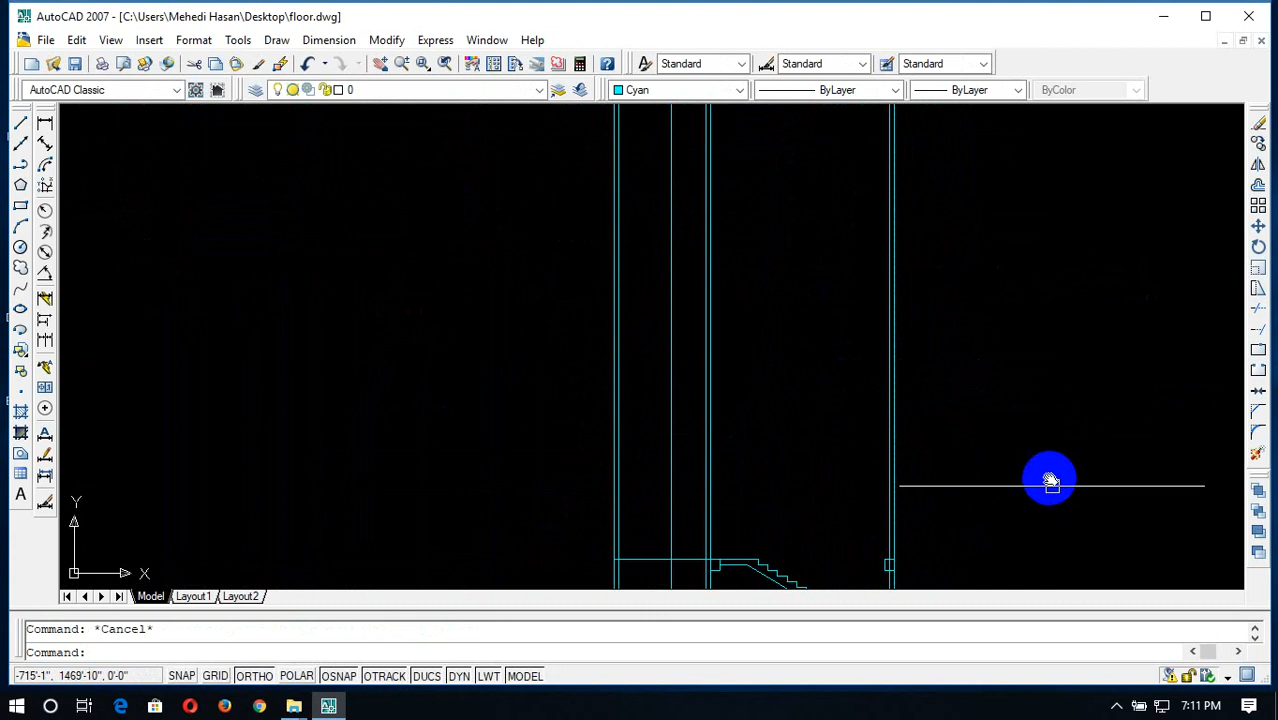 AutoCAD 2007 - [C:\Users\Mehedi Hasan\Desktop\floor.dwg]
File Edit View Insert Format Tools Draw Dimension Modify Express Window Help
Standard Standard Standard
AutoCAD Classic 0 Cyan ByLayer ByLayer ByColor
Y
X
Model Layout1 Layout2
Command: *Cancel*
Command:
-715'-1", 1469'-10", 0'-0" SNAP GRID ORTHO POLAR OSNAP OTRACK DUCS DYN LWT MODEL
7:11 PM